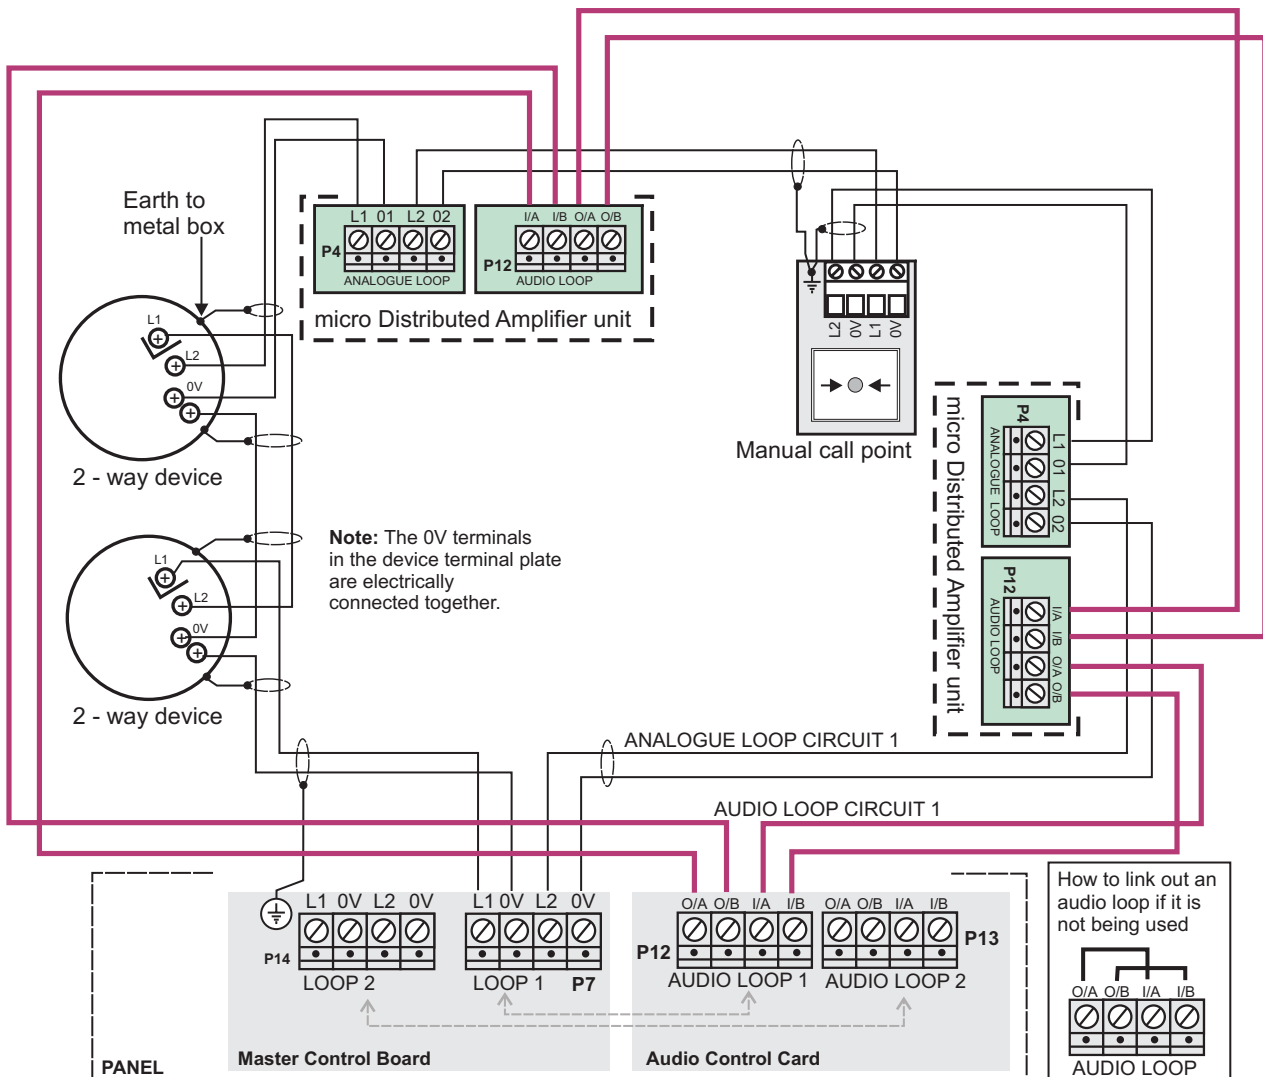 Earth to
metal box
L1 01 L2 02
P4
ANALOGUE LOOP
I/A I/B O/A O/B
P12
AUDIO LOOP
micro Distributed Amplifier unit
L1
L2
0V
2 - way device
L2 0V L1 0V
Manual call point
micro Distributed Amplifier unit
P4
L1 01 L2 02
ANALOGUE LOOP
P12
I/A I/B O/A O/B
AUDIO LOOP
Note: The 0V terminals
in the device terminal plate
are electrically
connected together.
L1
L2
0V
2 - way device
ANALOGUE LOOP CIRCUIT 1
AUDIO LOOP CIRCUIT 1
L1 0V L2 0V
P14
LOOP 2
L1 0V L2 0V
LOOP 1 P7
Master Control Board
O/A O/B I/A I/B
P12
AUDIO LOOP 1
O/A O/B I/A I/B
P13
AUDIO LOOP 2
Audio Control Card
PANEL
How to link out an
audio loop if it is
not being used
O/A O/B I/A I/B
AUDIO LOOP